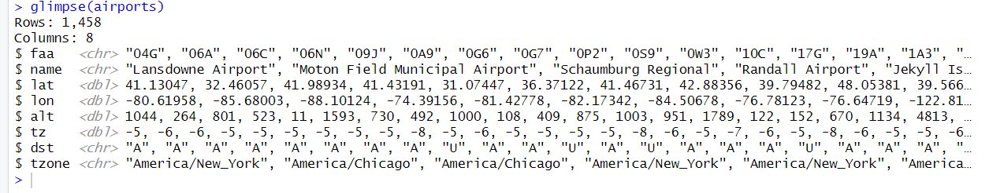 > glimpse(airports)
Rows: 1,458
Columns: 8
$ faa   <chr> "04G", "06A", "06C", "06N", "09J", "0A9", "0G6", "0G7", "0P2", "0S9", "0W3", "10C", "17G", "19A", "1A3", "…
$ name  <chr> "Lansdowne Airport", "Moton Field Municipal Airport", "Schaumburg Regional", "Randall Airport", "Jekyll Is…
$ lat   <dbl> 41.13047, 32.46057, 41.98934, 41.43191, 31.07447, 36.37122, 41.46731, 42.88356, 39.79482, 48.05381, 39.566…
$ lon   <dbl> -80.61958, -85.68003, -88.10124, -74.39156, -81.42778, -82.17342, -84.50678, -76.78123, -76.64719, -122.81…
$ alt   <dbl> 1044, 264, 801, 523, 11, 1593, 730, 492, 1000, 108, 409, 875, 1003, 951, 1789, 122, 152, 670, 1134, 4813, …
$ tz    <dbl> -5, -6, -6, -5, -5, -5, -5, -5, -5, -8, -5, -6, -5, -5, -5, -8, -6, -5, -7, -6, -5, -8, -6, -5, -5, -6…
$ dst   <chr> "A", "A", "A", "A", "A", "A", "A", "A", "A", "U", "A", "A", "U", "A", "U", "A", "A", "A", "U", "A", "A", "A", "…
$ tzone <chr> "America/New_York", "America/Chicago", "America/Chicago", "America/New_York", "America/New_York", "America…
>